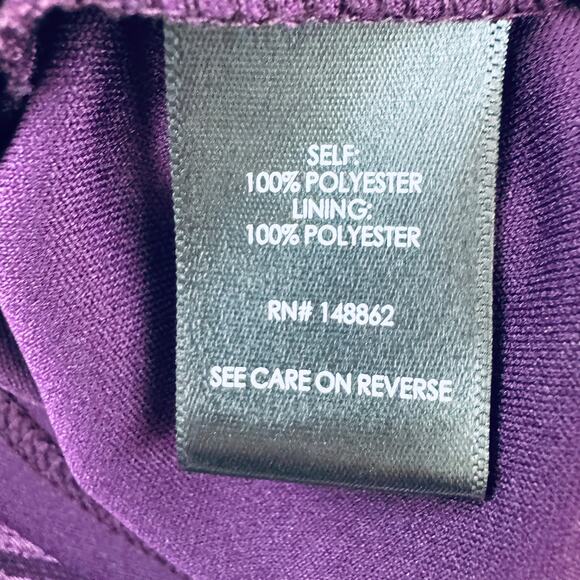 SELF:
100% POLYESTER
LINING:
100% POLYESTER
RN# 148862
SEE CARE ON REVERSE